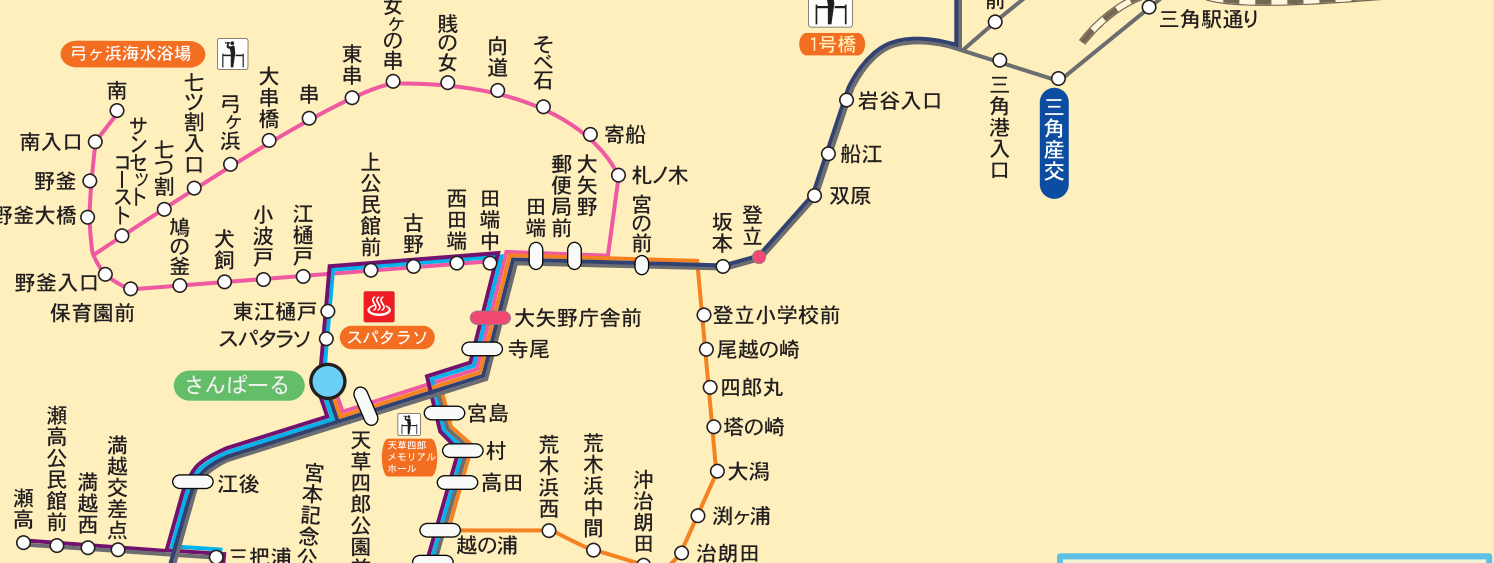 女ヶの串
賎の女
向道
そべ石
前
三角駅通り
1号橋
弓ヶ浜海水浴場
東串
串
大串橋
弓ヶ浜
七ツ割入口
七つ割
サンセットコースト
南
南入口
野釜
野釜大橋
野釜入口
保育園前
鳩の釜
犬飼
小波戸
江樋戸
上公民館前
古野
西田端
田端中
田端
郵便局前
大矢野
寄船
札ノ木
宮の前
坂本
登立
双原
船江
岩谷入口
三角港入口
三角産交
東江樋戸
スパタラソ
スパタラソ
さんぱーる
大矢野庁舎前
寺尾
登立小学校前
尾越の崎
四郎丸
塔の崎
大潟
渕ヶ浦
治朗田
宮島
村
高田
越の浦
荒木浜西
荒木浜中間
沖治朗田
天草四郎
メモリアル
ホール
天草四郎公園前
宮本記念公
江後
瀬高
瀬高公民館前
満越西
満越交差点
三把浦